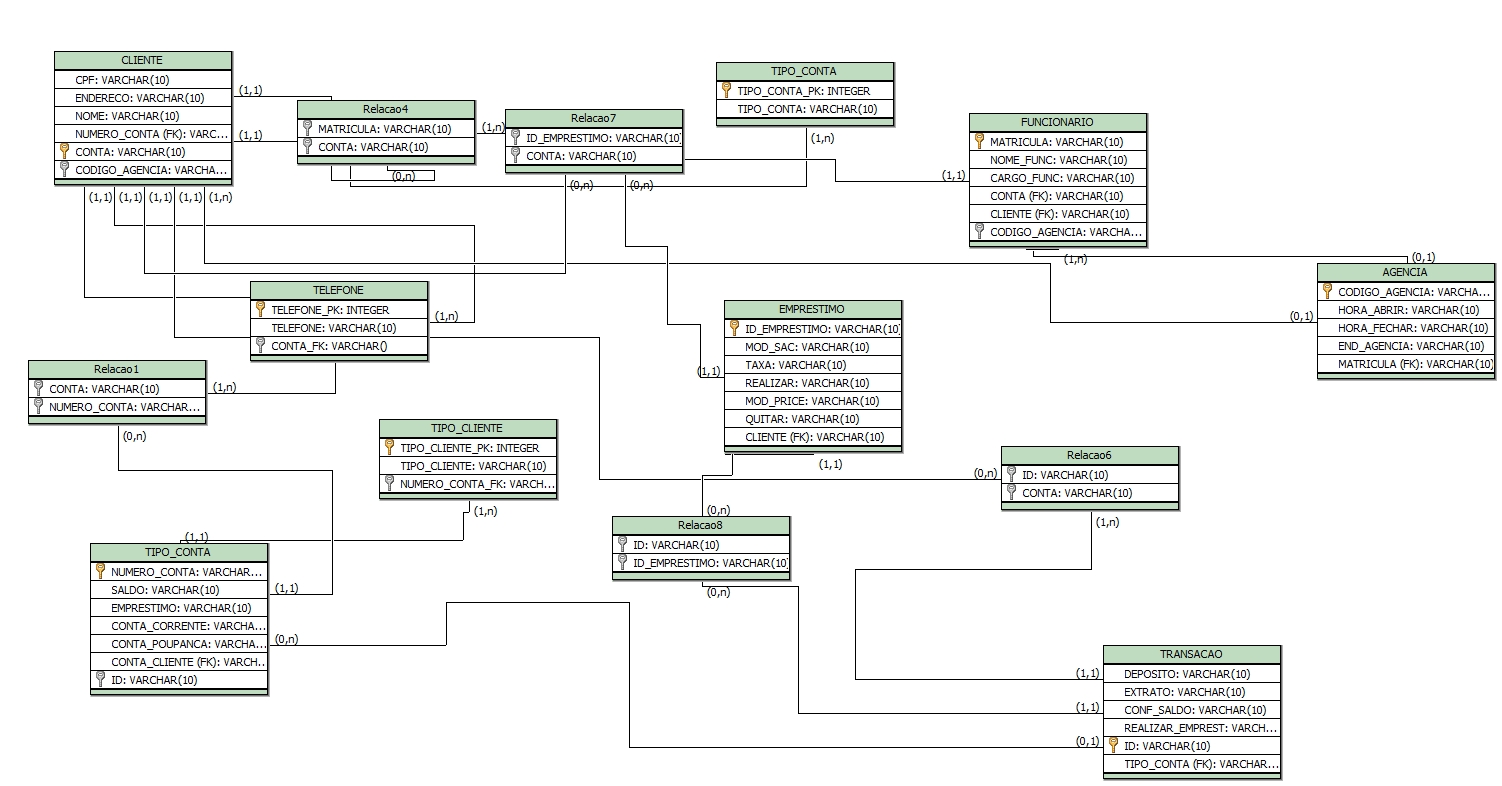 CLIENTE
CPF: VARCHAR(10)
ENDERECO: VARCHAR(10)
NOME: VARCHAR(10)
NUMERO_CONTA (FK): VARC...
CONTA: VARCHAR(10)
CODIGO_AGENCIA: VARCHA...
(1,1)
(1,1)
(1,1)
(1,1)
(1,1)
(1,1)
(1,n)
Relacao4
MATRICULA: VARCHAR(10)
CONTA: VARCHAR(10)
(1,n)
(0,n)
Relacao7
ID_EMPRESTIMO: VARCHAR(10)
CONTA: VARCHAR(10)
(0,n)
(0,n)
TIPO_CONTA
TIPO_CONTA_PK: INTEGER
TIPO_CONTA: VARCHAR(10)
(1,n)
FUNCIONARIO
MATRICULA: VARCHAR(10)
NOME_FUNC: VARCHAR(10)
CARGO_FUNC: VARCHAR(10)
CONTA (FK): VARCHAR(10)
CLIENTE (FK): VARCHAR(10)
CODIGO_AGENCIA: VARCHA...
(1,1)
(1,n)
(0,1)
AGENCIA
CODIGO_AGENCIA: VARCHA...
HORA_ABRIR: VARCHAR(10)
HORA_FECHAR: VARCHAR(10)
END_AGENCIA: VARCHAR(10)
MATRICULA (FK): VARCHAR(10)
(0,1)
TELEFONE
TELEFONE_PK: INTEGER
TELEFONE: VARCHAR(10)
CONTA_FK: VARCHAR()
(1,n)
EMPRESTIMO
ID_EMPRESTIMO: VARCHAR(10)
MOD_SAC: VARCHAR(10)
TAXA: VARCHAR(10)
REALIZAR: VARCHAR(10)
MOD_PRICE: VARCHAR(10)
QUITAR: VARCHAR(10)
CLIENTE (FK): VARCHAR(10)
(1,1)
(1,1)
Relacao1
CONTA: VARCHAR(10)
NUMERO_CONTA: VARCHAR...
(1,n)
(0,n)
TIPO_CLIENTE
TIPO_CLIENTE_PK: INTEGER
TIPO_CLIENTE: VARCHAR(10)
NUMERO_CONTA_FK: VARCH...
(1,n)
Relacao6
ID: VARCHAR(10)
CONTA: VARCHAR(10)
(0,n)
(1,n)
(0,n)
Relacao8
ID: VARCHAR(10)
ID_EMPRESTIMO: VARCHAR(10)
(0,n)
(1,1)
TIPO_CONTA
NUMERO_CONTA: VARCHAR...
SALDO: VARCHAR(10)
EMPRESTIMO: VARCHAR(10)
CONTA_CORRENTE: VARCHA...
CONTA_POUPANCA: VARCHA...
CONTA_CLIENTE (FK): VARCH...
ID: VARCHAR(10)
(1,1)
(0,n)
TRANSACAO
DEPOSITO: VARCHAR(10)
EXTRATO: VARCHAR(10)
CONF_SALDO: VARCHAR(10)
REALIZAR_EMPREST: VARCH...
ID: VARCHAR(10)
TIPO_CONTA (FK): VARCHAR...
(1,1)
(1,1)
(0,1)